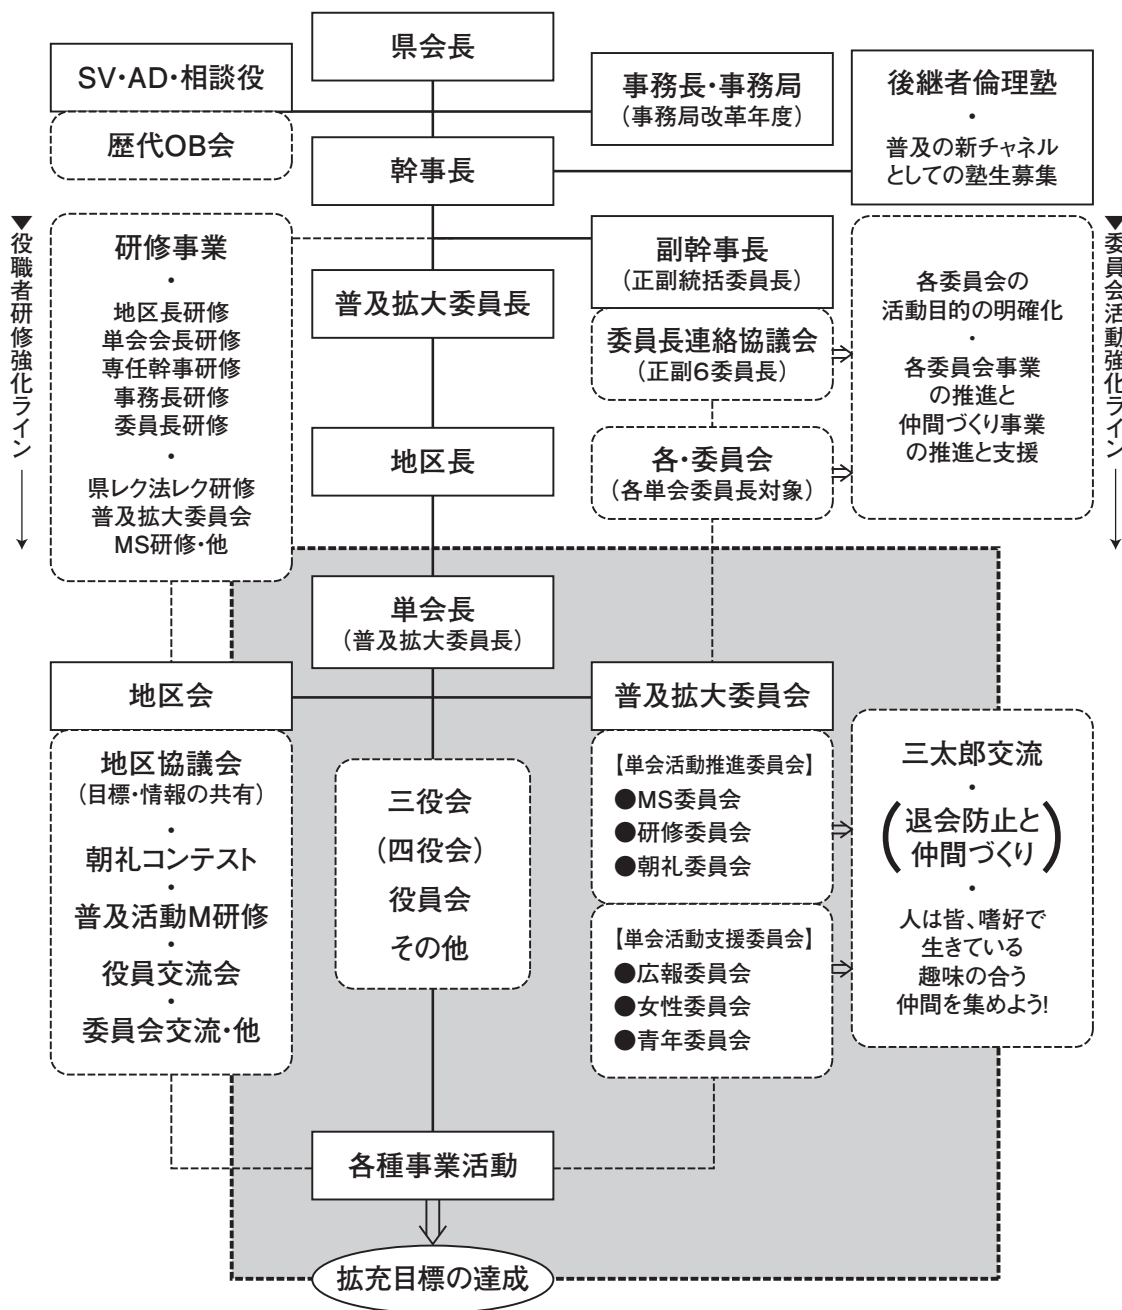 県会長
SV・AD・相談役
歴代OB会
事務長・事務局
(事務局改革年度)
後継者倫理塾
・
普及の新チャネル
としての塾生募集
幹事長
▼役職者研修強化ライン
研修事業
・
地区長研修
単会会長研修
専任幹事研修
事務長研修
委員長研修
・
県レク法レク研修
普及拡大委員会
MS研修・他
副幹事長
(正副統括委員長)
普及拡大委員長
委員長連絡協議会
(正副6委員長)
各委員会の
活動目的の明確化
・
各委員会事業
の推進と
仲間づくり事業
の推進と支援
▼委員会活動強化ライン
地区長
各・委員会
(各単会委員長対象)
単会長
(普及拡大委員長)
地区会
普及拡大委員会
地区協議会
(目標・情報の共有)
・
朝礼コンテスト
・
普及活動M研修
・
役員交流会
・
委員会交流・他
三役会
(四役会)
役員会
その他
【単会活動推進委員会】
●MS委員会
●研修委員会
●朝礼委員会
【単会活動支援委員会】
●広報委員会
●女性委員会
●青年委員会
三太郎交流
・
(退会防止と
仲間づくり)
・
人は皆、嗜好で
生きている
趣味の合う
仲間を集めよう!
各種事業活動
拡充目標の達成